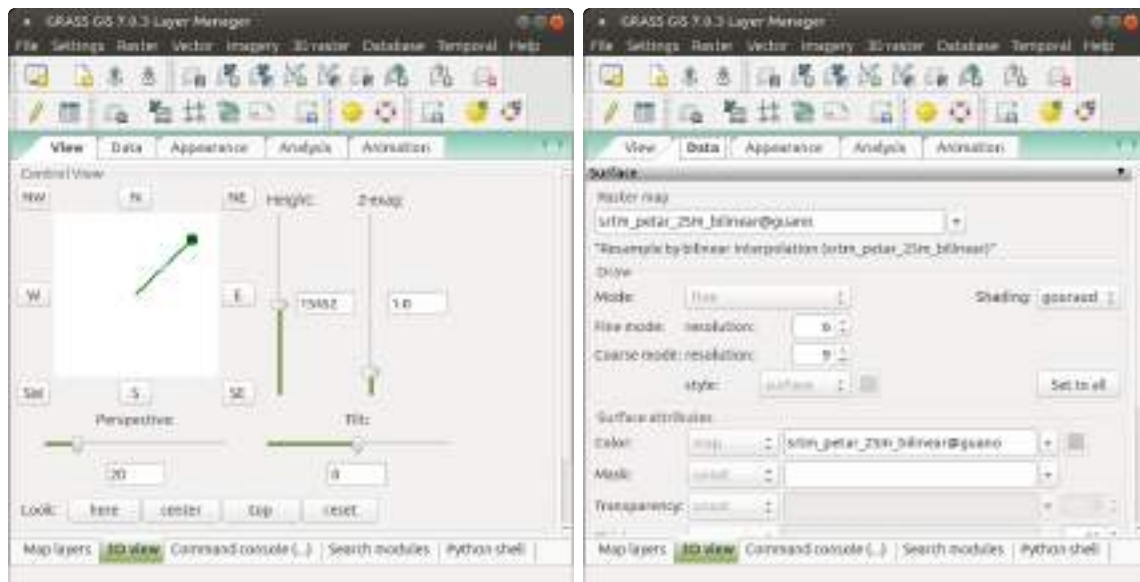 GRASS GIS 7.0.3 Layer Manager
File Settings Raster Vector Imagery 3D raster Database Temporal Help
View Data Appearance Analysis Animation
Control View
NW N NE Height: Z-exag:
W E 15452 1.0
SW S SE
Perspective: Tilt:
20 0
Look: here center top reset
Map layers 3D view Command console (...) Search modules Python shell
GRASS GIS 7.0.3 Layer Manager
File Settings Raster Vector Imagery 3D raster Database Temporal Help
View Data Appearance Analysis Animation
Surface
Raster map
srtm_petar_25m_bilinear@guano
"Resample by bilinear interpolation (srtm_petar_25m_bilinear)"
Draw
Mode: fine Shading: gouraud
Fine mode: resolution: 6
Coarse mode: resolution: 9
style: surface Set to all
Surface attributes
Color: map srtm_petar_25m_bilinear@guano
Mask: unset
Transparency: unset
Map layers 3D view Command console (...) Search modules Python shell